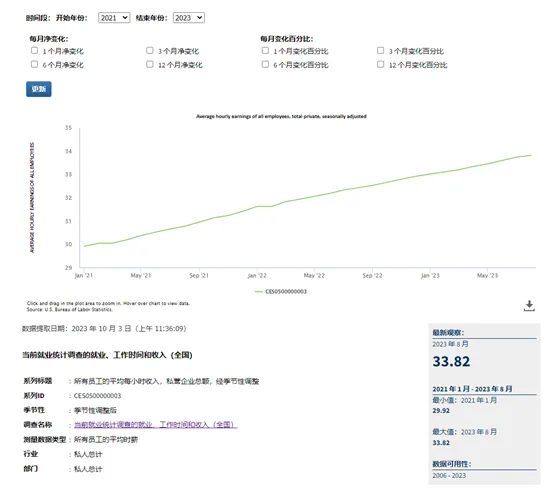 时间段： 开始年份： 2021 结束年份： 2023
每月净变化： 每月变化百分比：
1 个月净变化 3 个月净变化 1 个月变化百分比 3 个月变化百分比
6 个月净变化 12 个月净变化 6 个月变化百分比 12 个月变化百分比
更新
Average hourly earnings of all employees, total private, seasonally adjusted
AVERAGE HOURLY EARNINGS OF ALL EMPLOYEES
35
34
33
32
31
30
29
Jan '21 May '21 Sep '21 Jan '22 May '22 Sep '22 Jan '23 May '23
CES0500000003
Click and drag in the plot area to zoom in. Hover over chart to view data.
Source: U.S. Bureau of Labor Statistics.
数据提取日期：2023 年 10 月 3 日（上午 11:36:09）
当前就业统计调查的就业、工作时间和收入（全国）
系列标题 ：所有员工的平均每小时收入，私营企业总额，经季节性调整
系列ID ：CES0500000003
季节性 ：季节性调整后
调查名称 ：当前就业统计调查的就业、工作时间和收入（全国）
测量数据类型 ：所有员工的平均时薪
行业 ：私人总计
部门 ：私人总计
最新观察：
2023 年 8 月
33.82
2021 年 1 月 - 2023 年 8 月
最小值：2021 年 1 月
29.92
最大值：2023 年 8 月
33.82
数据可用性：
2006 - 2023